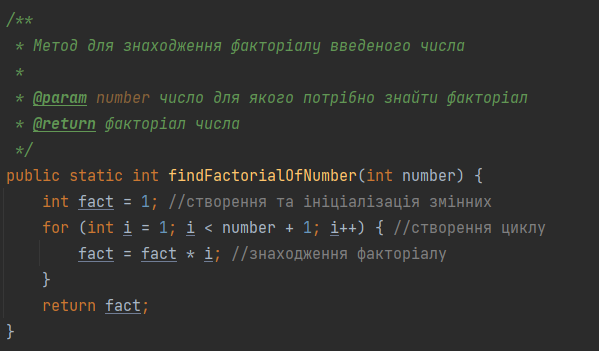 /**
 * Метод для знаходження факторіалу введеного числа
 *
 * @param number число для якого потрібно знайти факторіал
 * @return факторіал числа
 */
public static int findFactorialOfNumber(int number) {
    int fact = 1; //створення та ініціалізація змінних
    for (int i = 1; i < number + 1; i++) { //створення циклу
        fact = fact * i; //знаходження факторіалу
    }
    return fact;
}